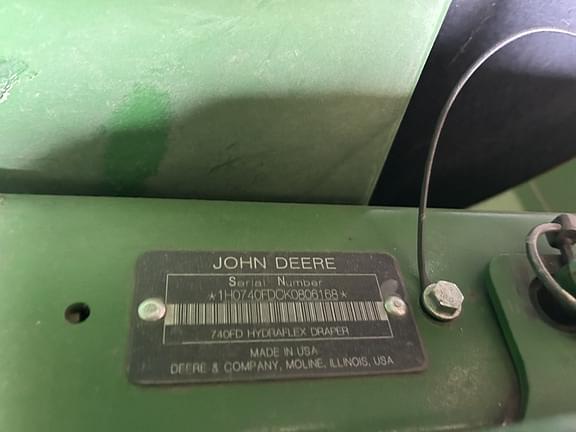 JOHN DEERE
Serial Number
*1H0740FDCK0806168*
740FD HYDRAFLEX DRAPER
MADE IN USA
DEERE & COMPANY, MOLINE, ILLINOIS, USA